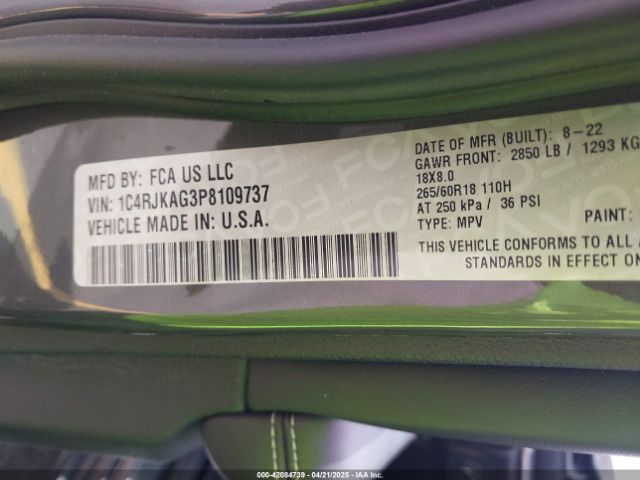 MFD BY: FCA US LLC
VIN: 1C4RJKAG3P8109737
VEHICLE MADE IN: U.S.A.
DATE OF MFR (BUILT): 8-22
GAWR FRONT: 2850 LB / 1293 KG
18X8.0
265/60R18 110H
AT 250 kPa / 36 PSI
TYPE: MPV
PAINT:
THIS VEHICLE CONFORMS TO ALL
STANDARDS IN EFFECT ON
000-42084739 | 04/21/2025 - IAA Inc.